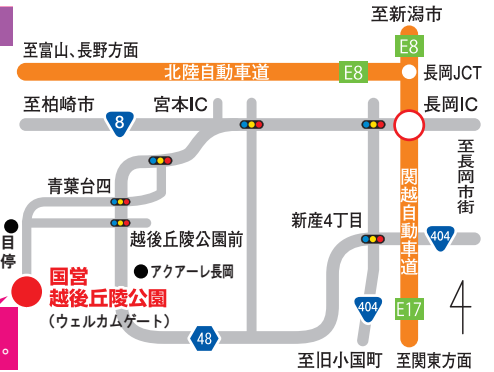 至新潟市
E8
至富山、長野方面
北陸自動車道
E8
長岡JCT
至柏崎市
8
宮本IC
長岡IC
至長岡市街
青葉台四
関越自動車道
新産4丁目
404
越後丘陵公園前
目
停
アクアーレ長岡
国営
越後丘陵公園
(ウェルカムゲート)
404
E17
4
48
。
至旧小国町
至関東方面